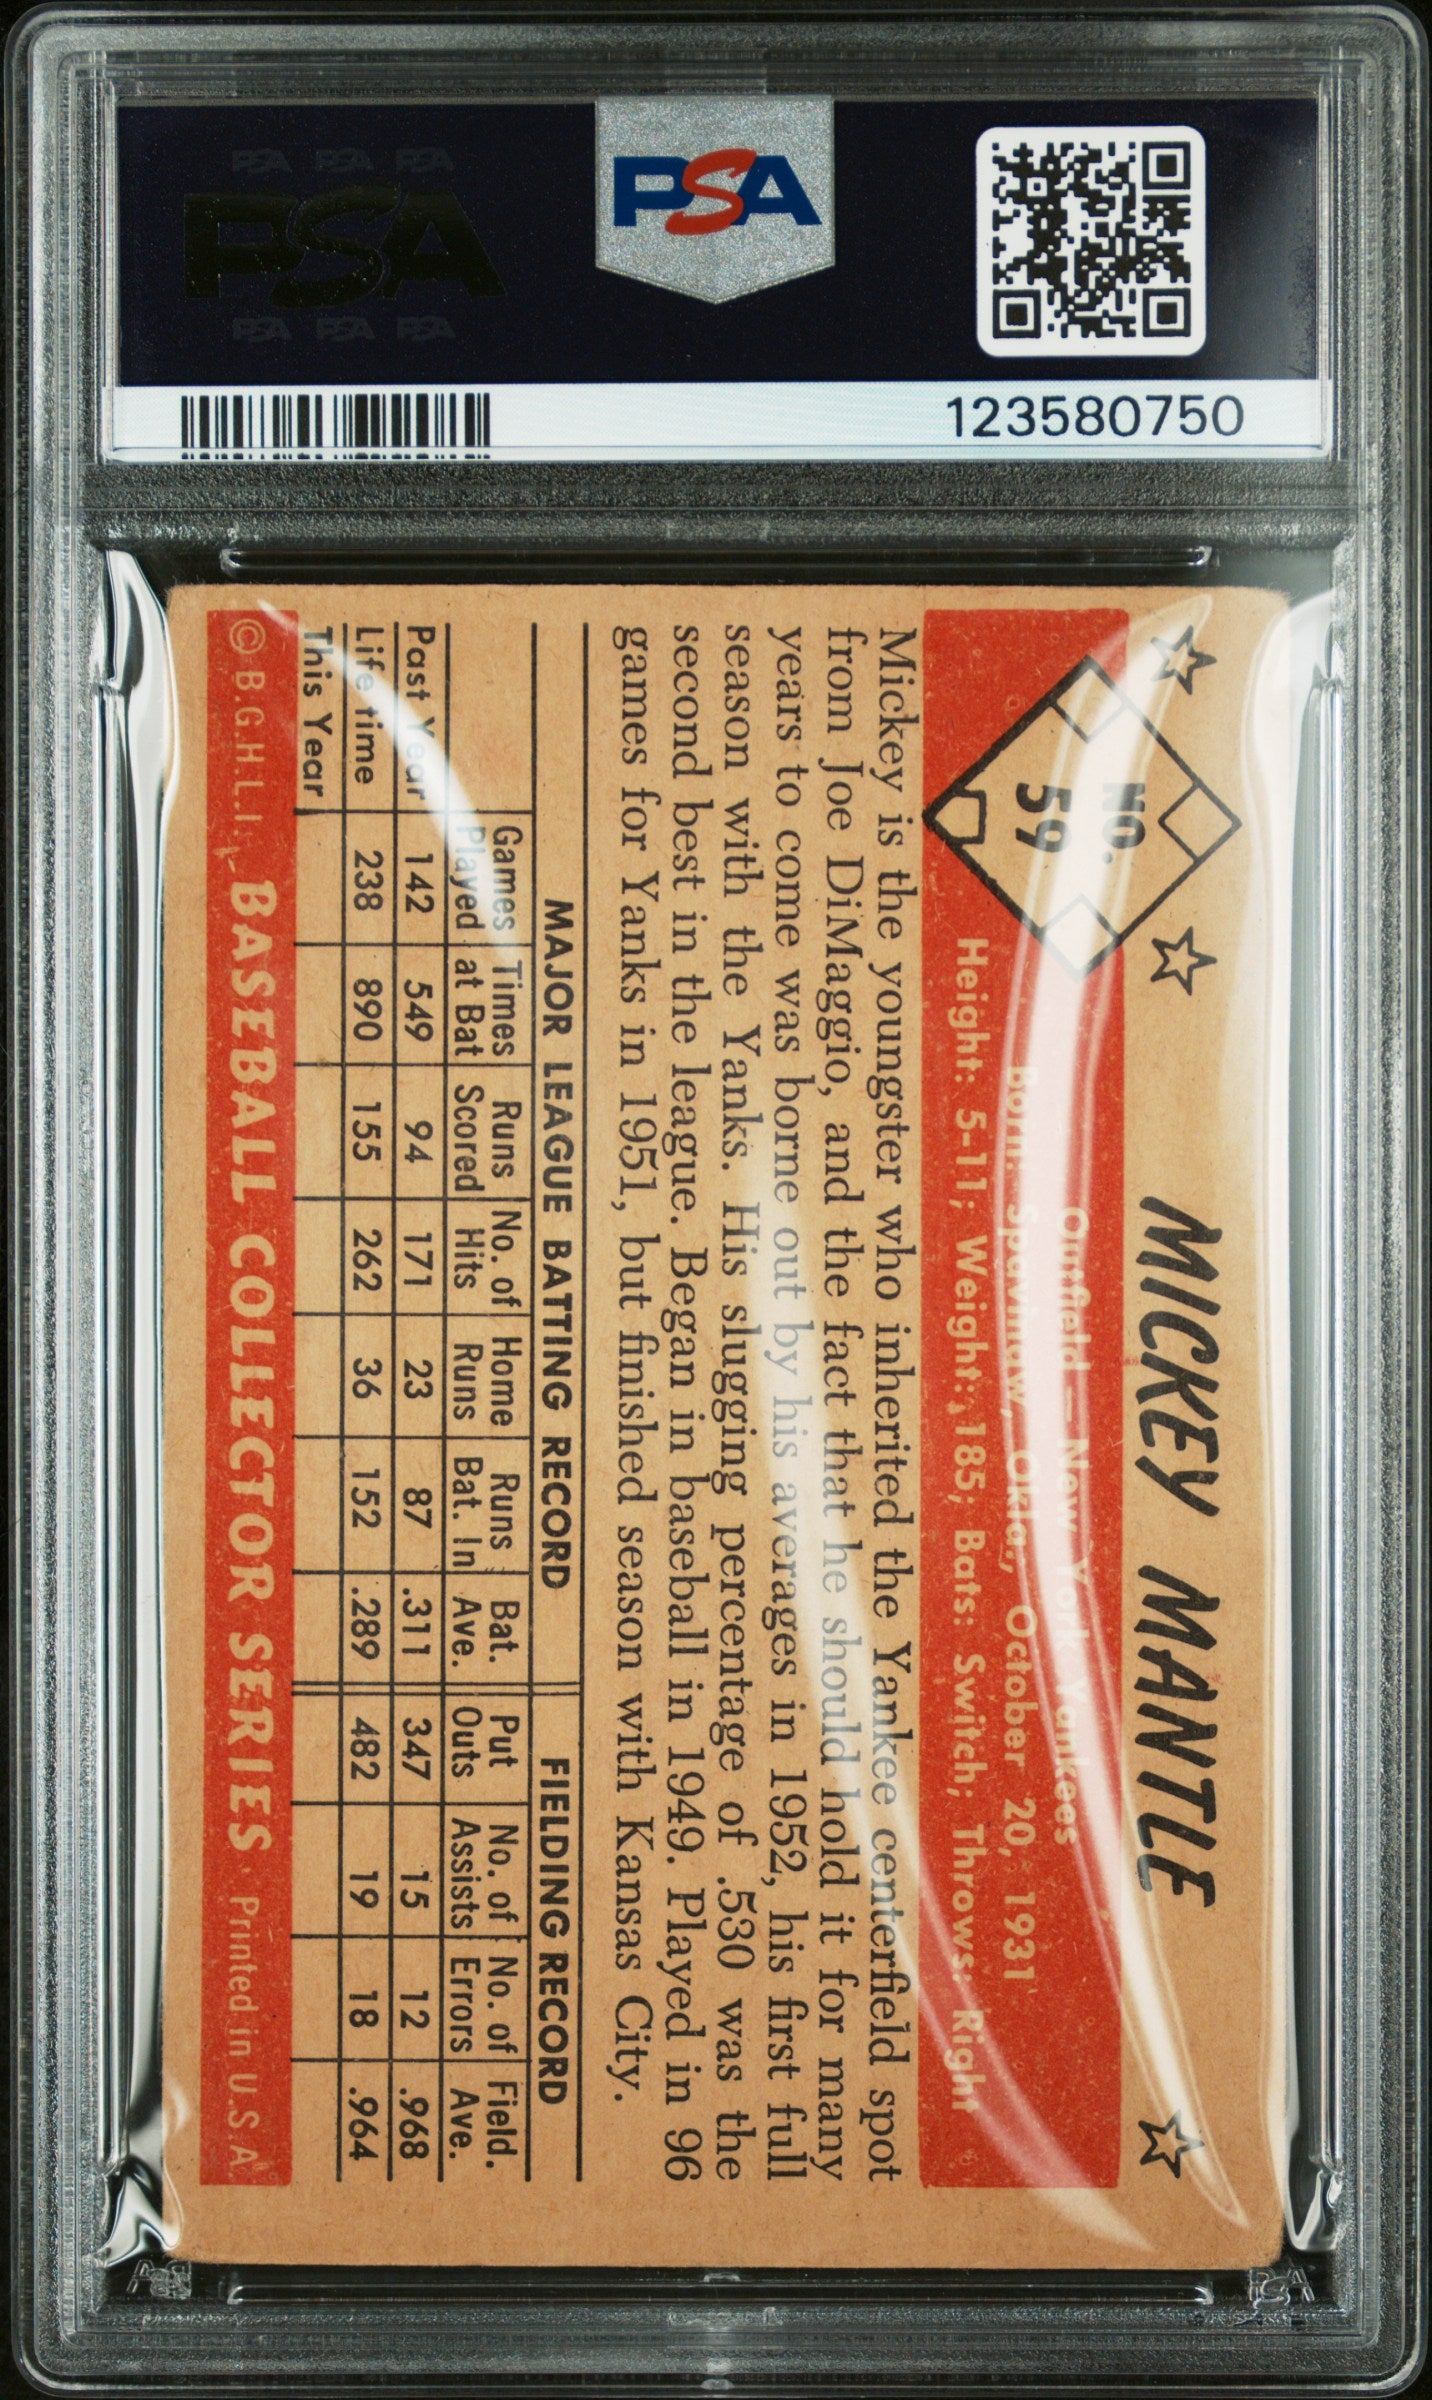 PSA PSA PSA
PSA
PSA PSA PSA
PSA
123580750
MICKEY MANTLE
NO.
59
Outfield — New York Yankees
Born: Spavinaw, Okla., October 20, 1931
Height: 5-11; Weight: 185; Bats: Switch; Throws: Right
Mickey is the youngster who inherited the Yankee centerfield spot
from Joe DiMaggio, and the fact that he should hold it for many
years to come was borne out by his averages in 1952, his first full
season with the Yanks. His slugging percentage of .530 was the
second best in the league. Began in baseball in 1949. Played in 96
games for Yanks in 1951, but finished season with Kansas City.
MAJOR LEAGUE BATTING RECORD FIELDING RECORD
Games Times Runs No. of Home Runs Bat. Put No. of No. of Field.
Played at Bat Scored Hits Runs Bat. In Ave. Outs Assists Errors Ave.
Past Year 142 549 94 171 23 87 .311 347 15 12 .968
Life time 238 890 155 262 36 152 .289 482 19 18 .964
This Year
© B.G.H.L.I. BASEBALL COLLECTOR SERIES · Printed in U.S.A.
PSA